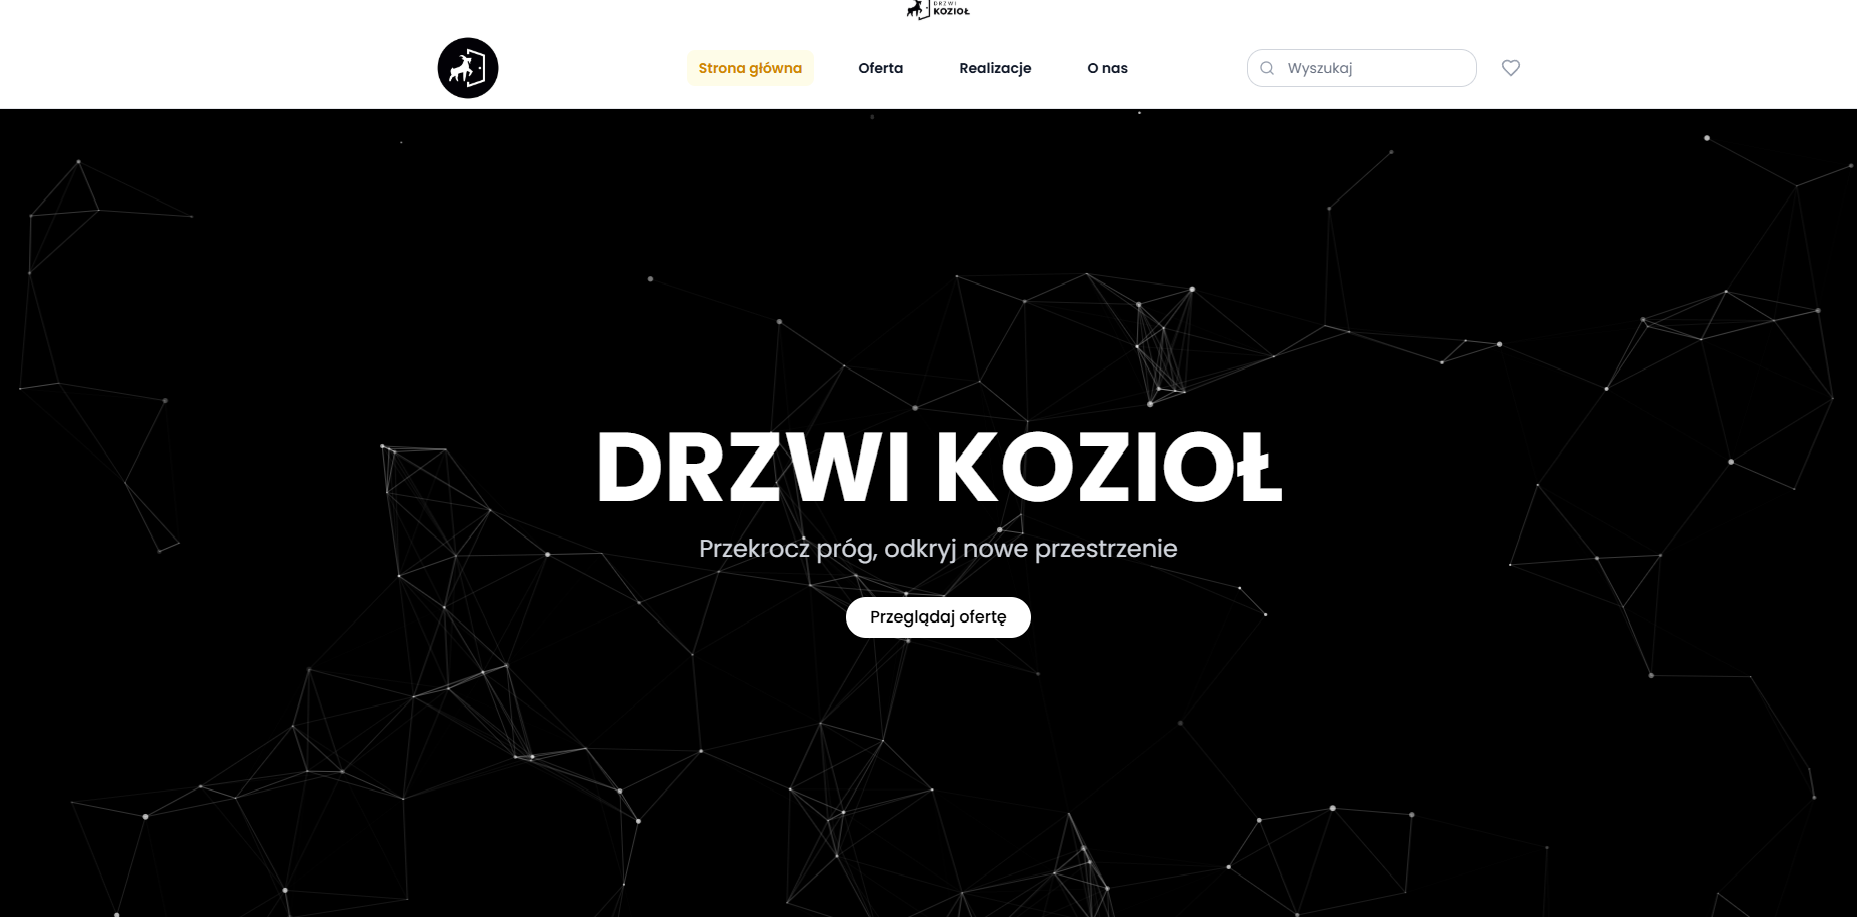 DRZWI
KOZIOŁ
Strona główna
Oferta
Realizacje
O nas
Wyszukaj
DRZWI KOZIOŁ
Przekrocz próg, odkryj nowe przestrzenie
Przeglądaj ofertę